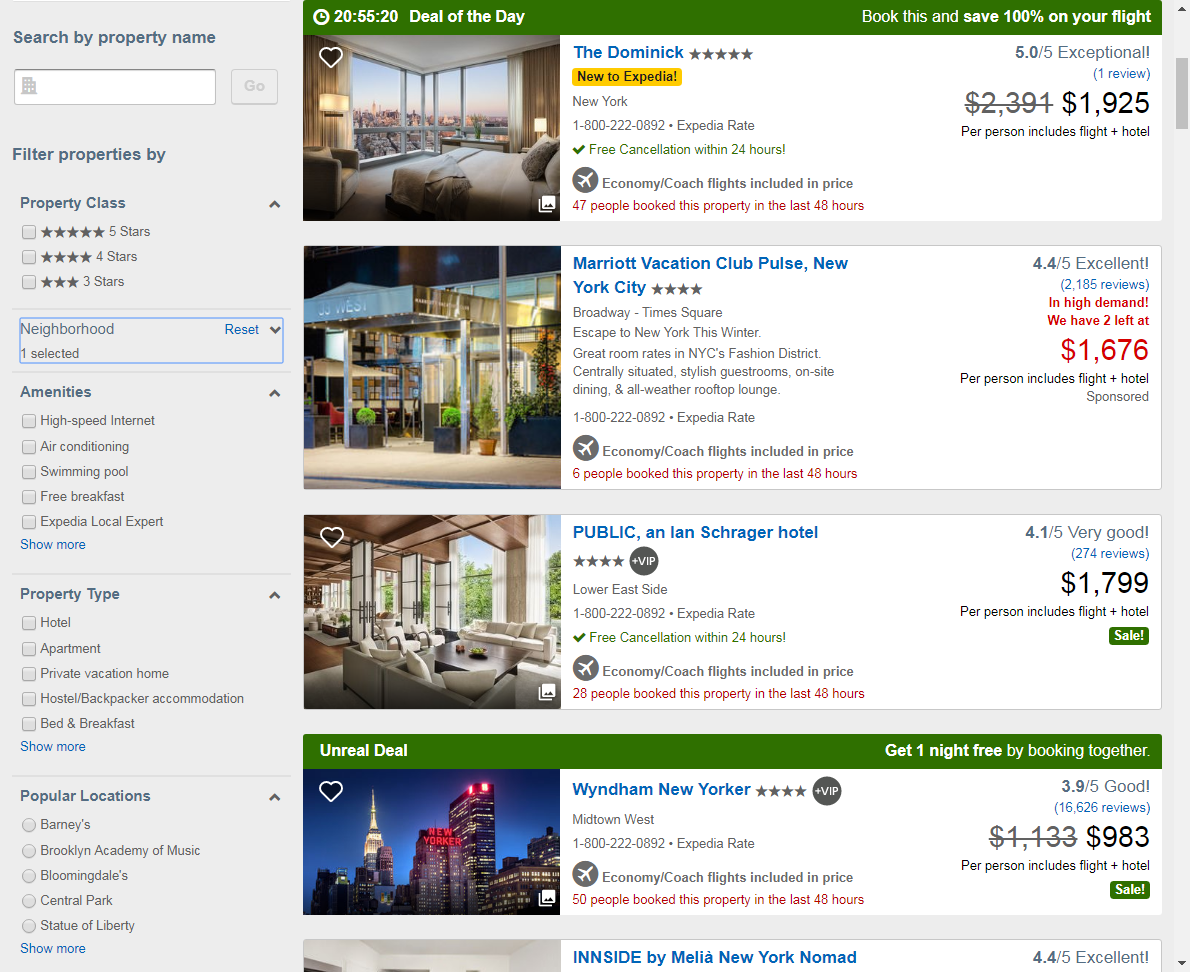 Search by property name
Go
Filter properties by
Property Class
5 Stars
4 Stars
3 Stars
Neighborhood Reset
1 selected
Amenities
High-speed Internet
Air conditioning
Swimming pool
Free breakfast
Expedia Local Expert
Show more
Property Type
Hotel
Apartment
Private vacation home
Hostel/Backpacker accommodation
Bed & Breakfast
Show more
Popular Locations
Barney's
Brooklyn Academy of Music
Bloomingdale's
Central Park
Statue of Liberty
Show more
20:55:20 Deal of the Day Book this and save 100% on your flight
The Dominick
New to Expedia!
New York
1-800-222-0892 • Expedia Rate
Free Cancellation within 24 hours!
Economy/Coach flights included in price
47 people booked this property in the last 48 hours
5.0/5 Exceptional!
(1 review)
$2,391 $1,925
Per person includes flight + hotel
Marriott Vacation Club Pulse, New
York City
Broadway - Times Square
Escape to New York This Winter.
Great room rates in NYC's Fashion District.
Centrally situated, stylish guestrooms, on-site
dining, & all-weather rooftop lounge.
1-800-222-0892 • Expedia Rate
Economy/Coach flights included in price
6 people booked this property in the last 48 hours
4.4/5 Excellent!
(2,185 reviews)
In high demand!
We have 2 left at
$1,676
Per person includes flight + hotel
Sponsored
PUBLIC, an Ian Schrager hotel
+VIP
Lower East Side
1-800-222-0892 • Expedia Rate
Free Cancellation within 24 hours!
Economy/Coach flights included in price
28 people booked this property in the last 48 hours
4.1/5 Very good!
(274 reviews)
$1,799
Per person includes flight + hotel
Sale!
Unreal Deal Get 1 night free by booking together.
NEW
YORKER
Wyndham New Yorker +VIP
Midtown West
1-800-222-0892 • Expedia Rate
Economy/Coach flights included in price
50 people booked this property in the last 48 hours
3.9/5 Good!
(16,626 reviews)
$1,133 $983
Per person includes flight + hotel
Sale!
INNSIDE by Melià New York Nomad
4.4/5 Excellent!